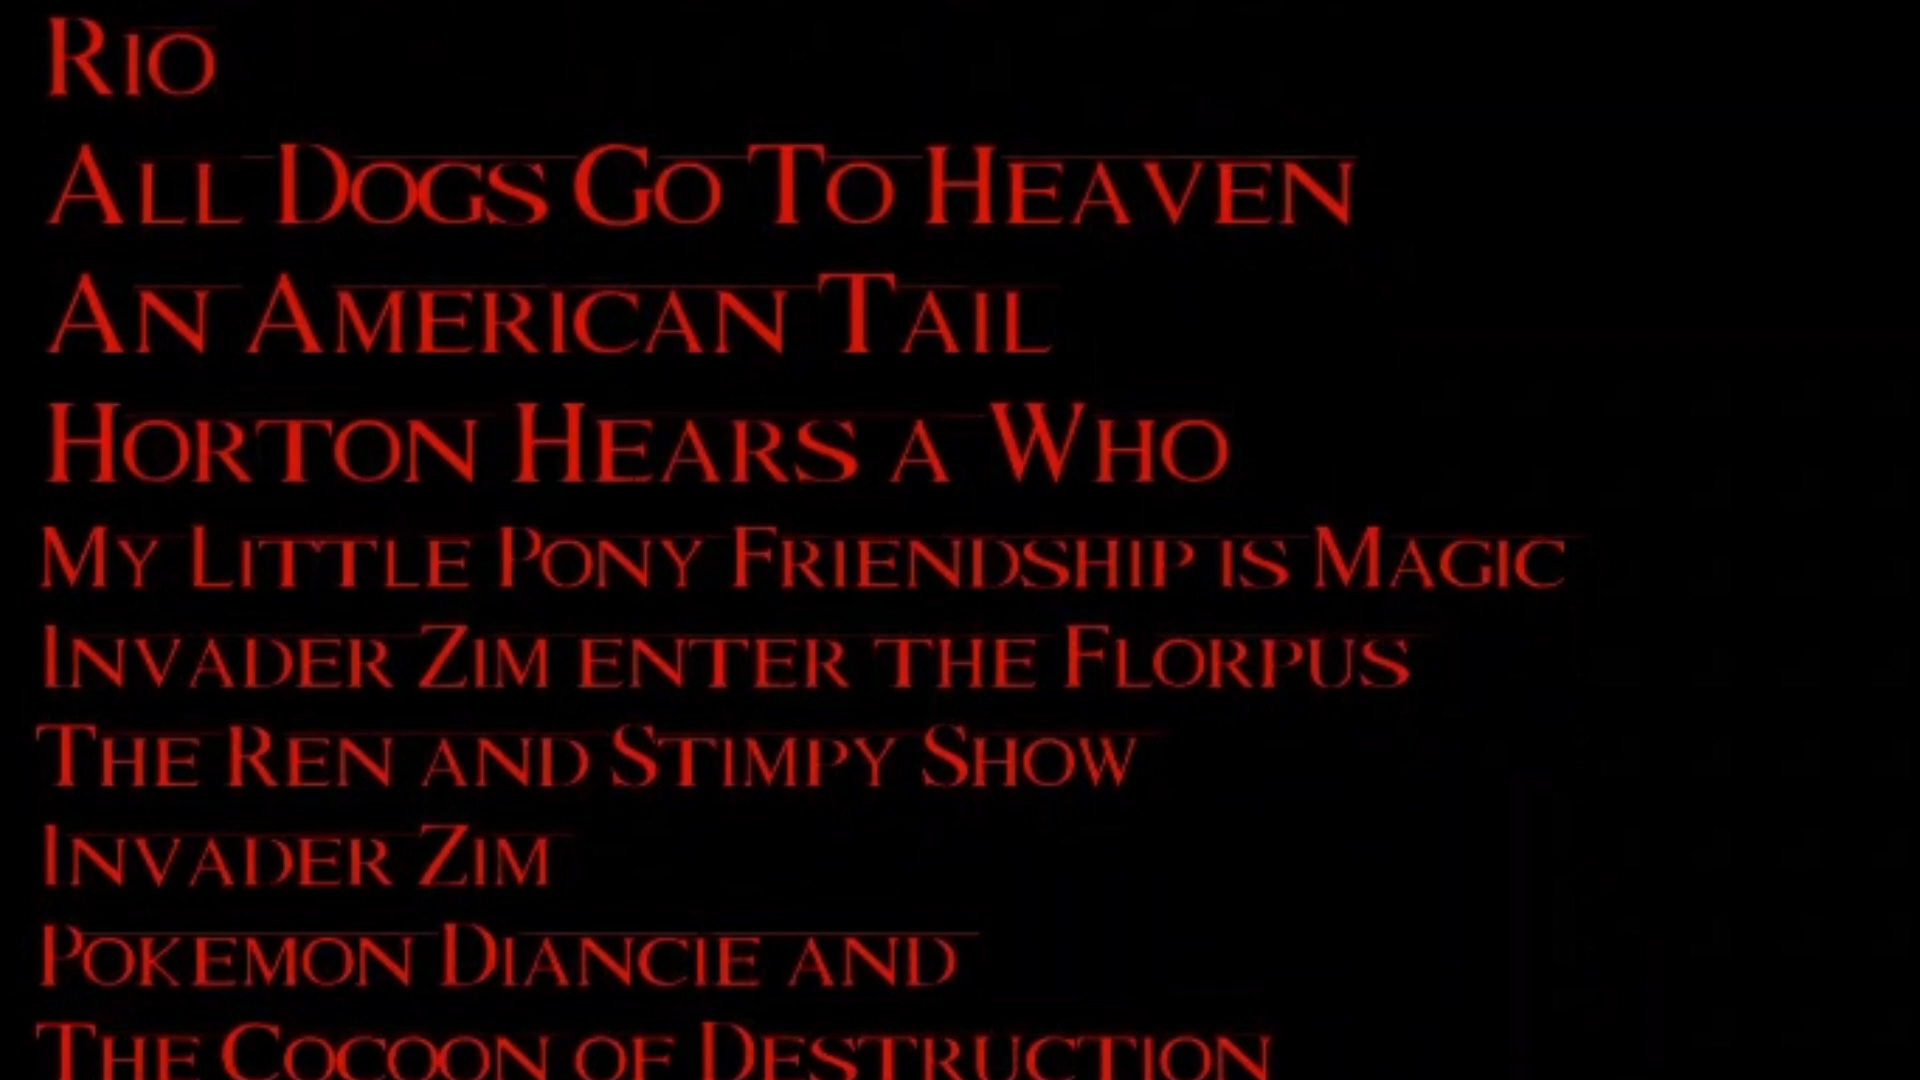 Rio
All Dogs Go To Heaven
An American Tail
Horton Hears a Who
My Little Pony Friendship is Magic
Invader Zim enter the Florpus
The Ren and Stimpy Show
Invader Zim
Pokemon Diancie and
The Cocoon of Destruction